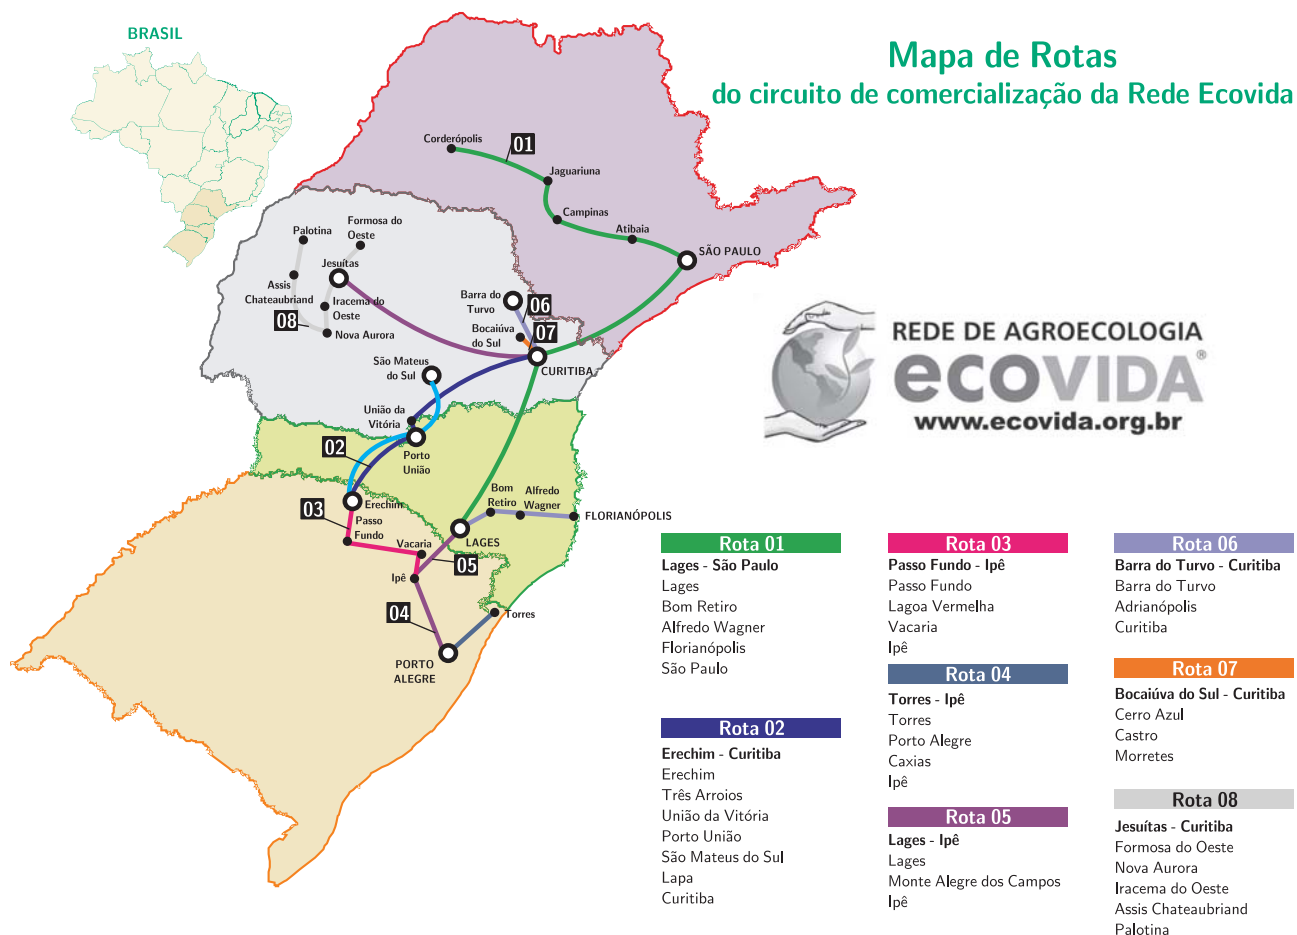 BRASIL
Mapa de Rotas
do circuito de comercialização da Rede Ecovida
01
Corderópolis
Jaguariuna
Campinas
Atibaia
SÃO PAULO
Palotina
Formosa do
Oeste
Jesuítas
Assis
Chateaubriand
Iracema do
Oeste
08
Nova Aurora
Barra do
Turvo
06
Bocaiúva
do Sul
07
CURITIBA
São Mateus
do Sul
União da
Vitória
02
Porto
União
Erechim
03
Passo
Fundo
Vacaria
Ipê
05
LAGES
Bom
Retiro
Alfredo
Wagner
FLORIANÓPOLIS
04
Torres
PORTO
ALEGRE
REDE DE AGROECOLOGIA
ecoVIDA®
www.ecovida.org.br
Rota 01
Lages - São Paulo
Lages
Bom Retiro
Alfredo Wagner
Florianópolis
São Paulo
Rota 02
Erechim - Curitiba
Erechim
Três Arroios
União da Vitória
Porto União
São Mateus do Sul
Lapa
Curitiba
Rota 03
Passo Fundo - Ipê
Passo Fundo
Lagoa Vermelha
Vacaria
Ipê
Rota 04
Torres - Ipê
Torres
Porto Alegre
Caxias
Ipê
Rota 05
Lages - Ipê
Lages
Monte Alegre dos Campos
Ipê
Rota 06
Barra do Turvo - Curitiba
Barra do Turvo
Adrianópolis
Curitiba
Rota 07
Bocaiúva do Sul - Curitiba
Cerro Azul
Castro
Morretes
Rota 08
Jesuítas - Curitiba
Formosa do Oeste
Nova Aurora
Iracema do Oeste
Assis Chateaubriand
Palotina